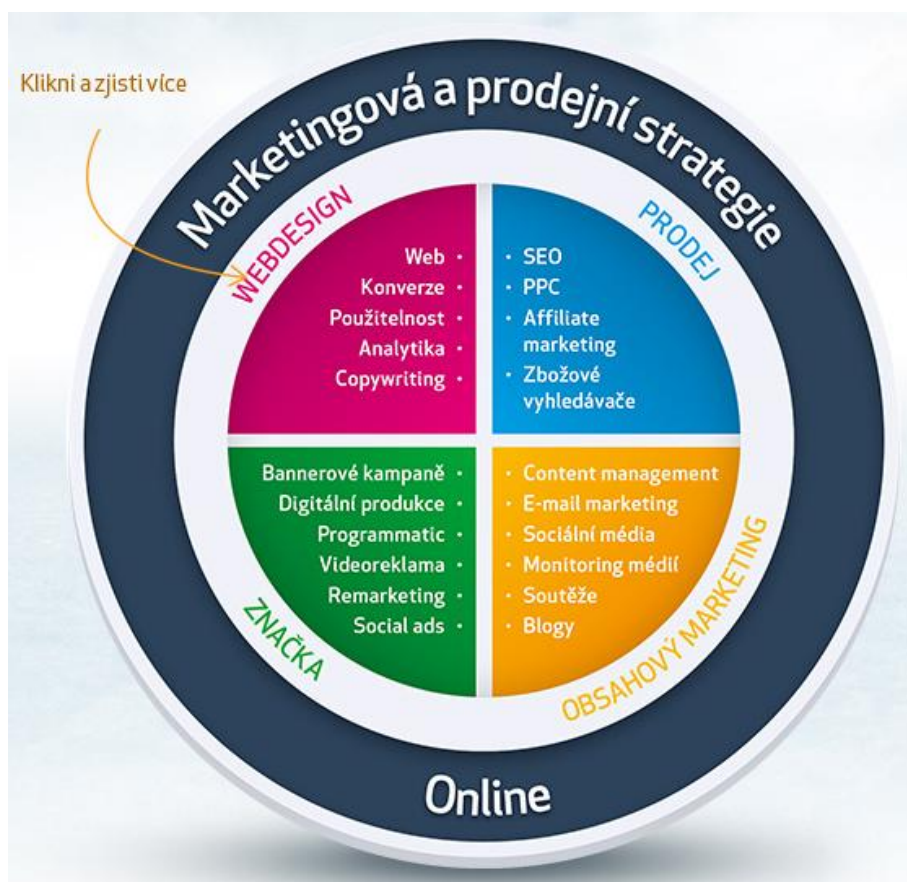 Klikni a zjisti více
Marketingová a prodejní strategie
WEBDESIGN
Web
Konverze
Použitelnost
Analytika
Copywriting
PRODEJ
SEO
PPC
Affiliate
marketing
Zbožové
vyhledávače
Bannerové kampaně
Digitální produkce
Programmatic
Videoreklama
Remarketing
Social ads
ZNAČKA
Content management
E-mail marketing
Sociální média
Monitoring médií
Soutěže
Blogy
OBSAHOVÝ MARKETING
Online